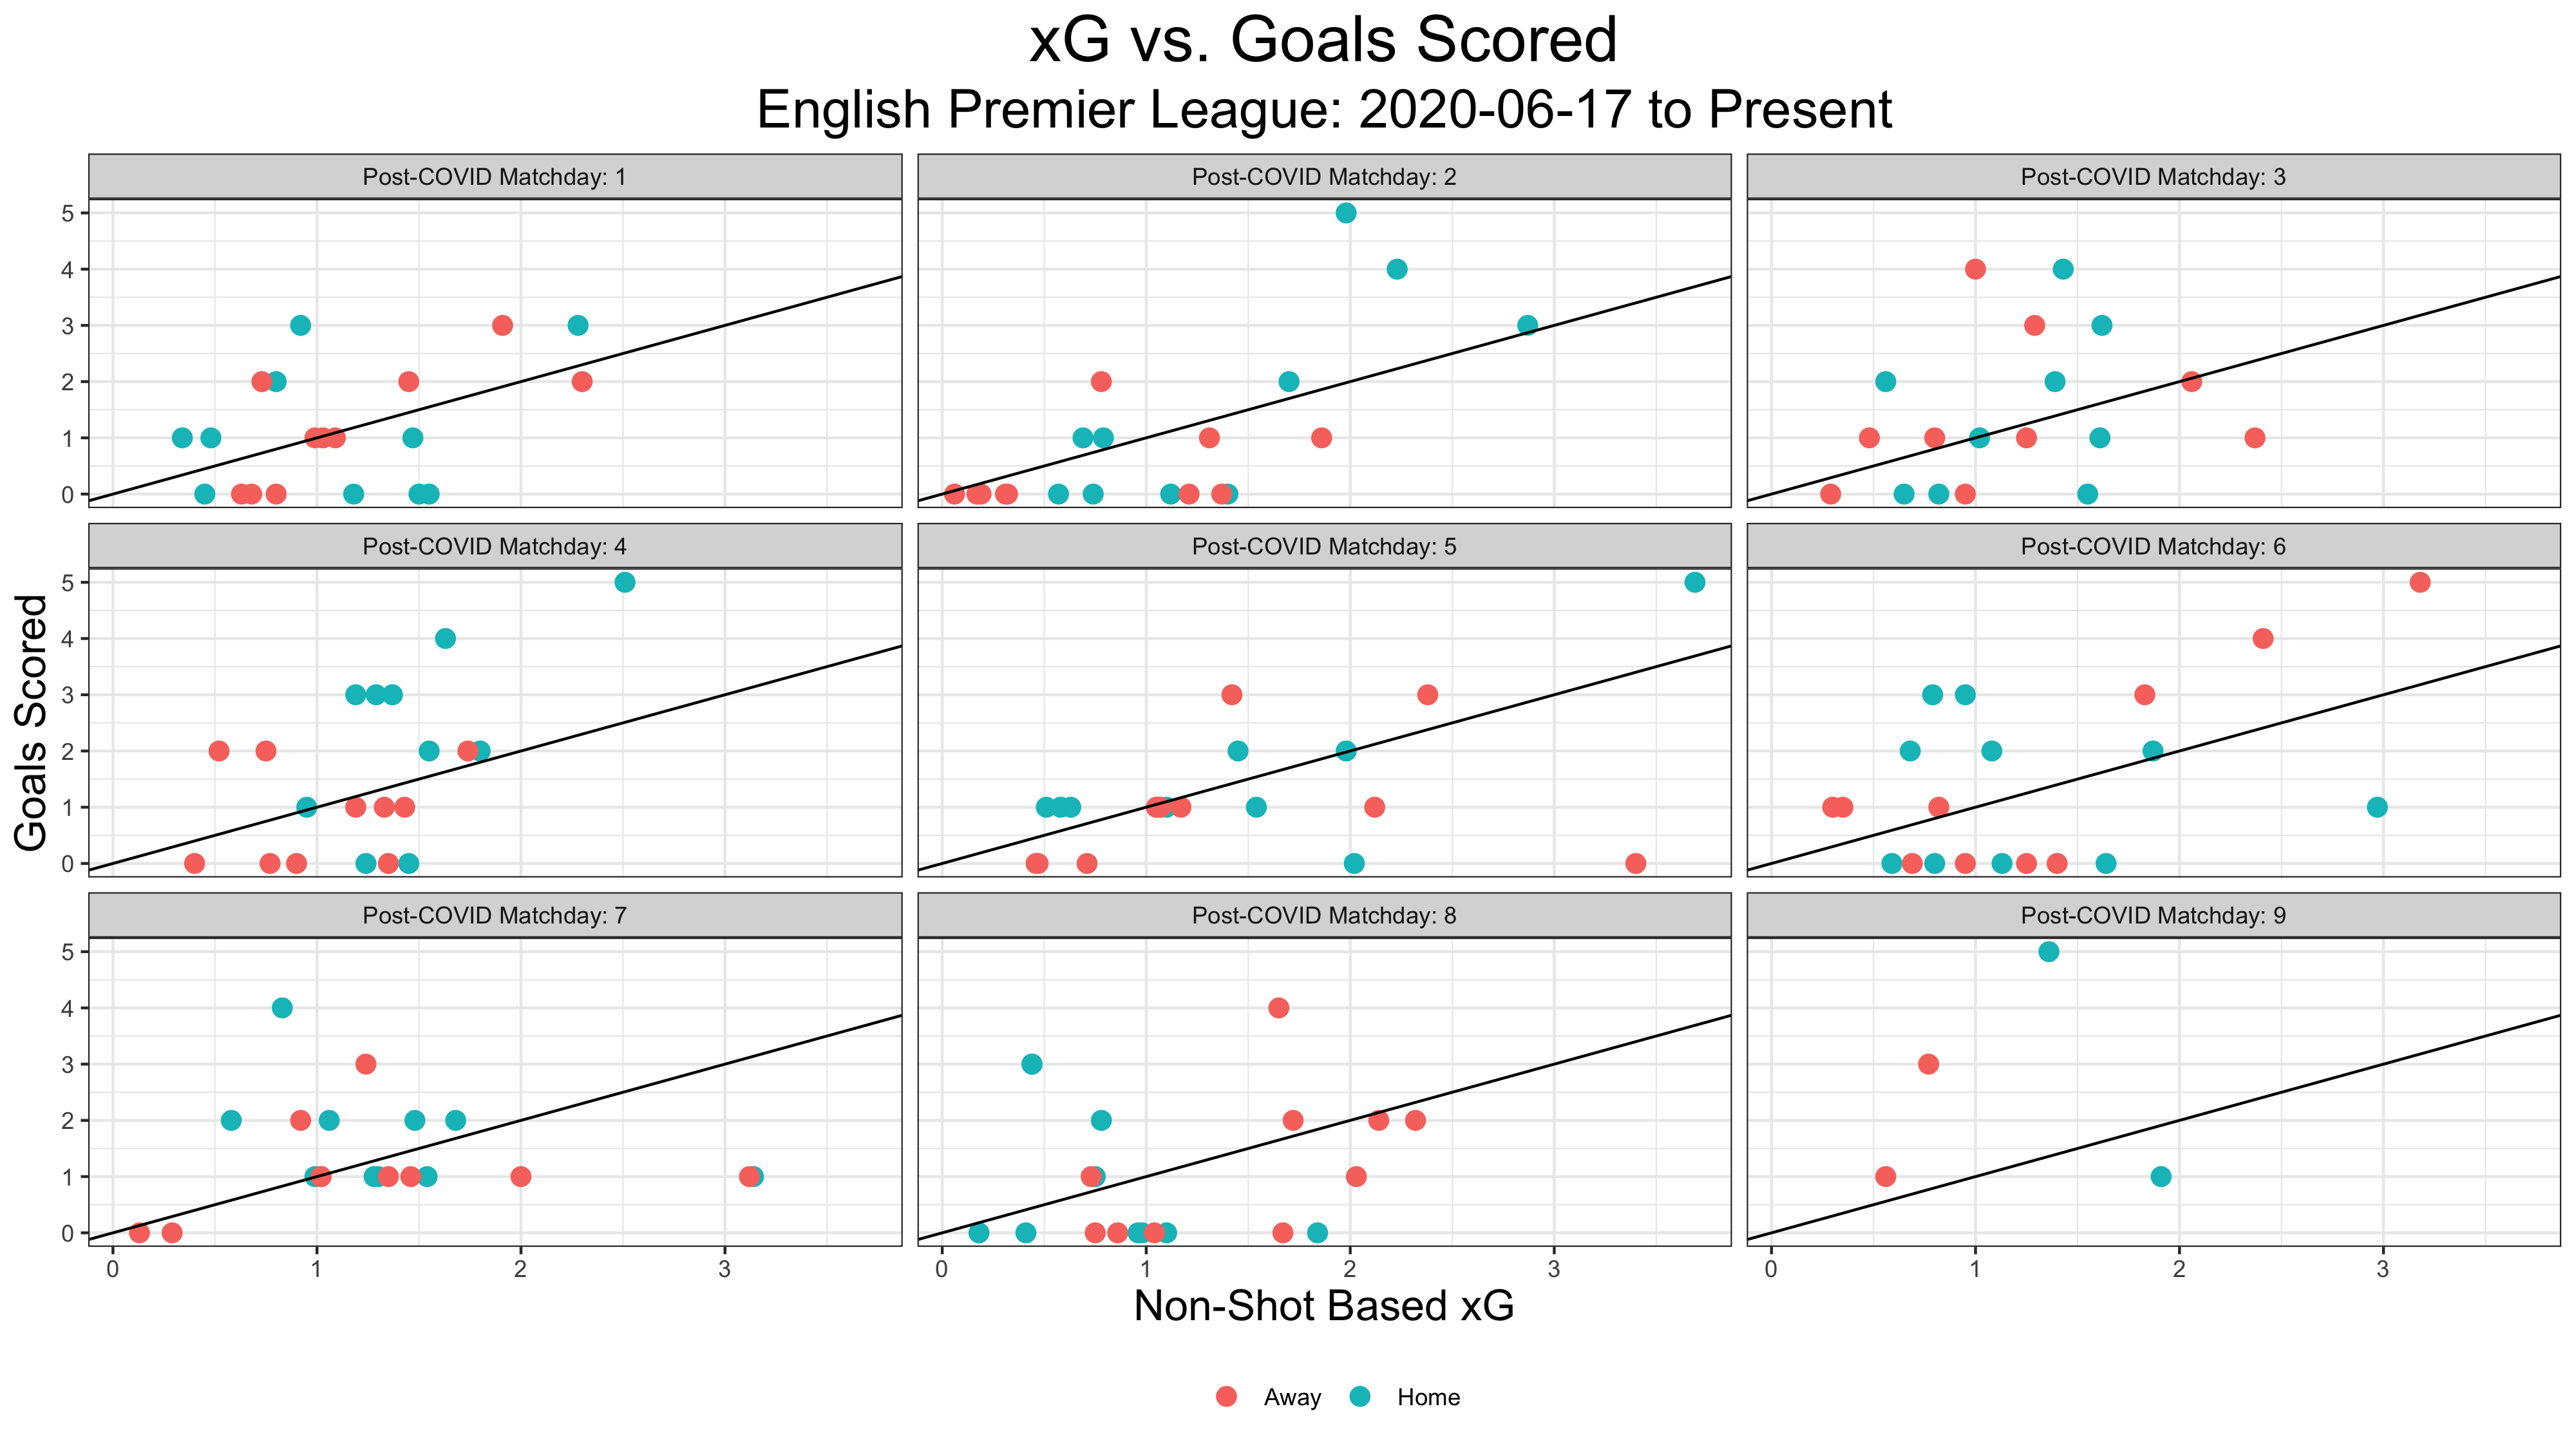 xG vs. Goals Scored
English Premier League: 2020-06-17 to Present
Post-COVID Matchday: 1
Post-COVID Matchday: 2
Post-COVID Matchday: 3
5
4
3
2
1
0
Post-COVID Matchday: 4
Post-COVID Matchday: 5
Post-COVID Matchday: 6
Goals Scored
5
4
3
2
1
0
Post-COVID Matchday: 7
Post-COVID Matchday: 8
Post-COVID Matchday: 9
5
4
3
2
1
0
0 1 2 3 0 1 2 3 0 1 2 3
Non-Shot Based xG
Away Home